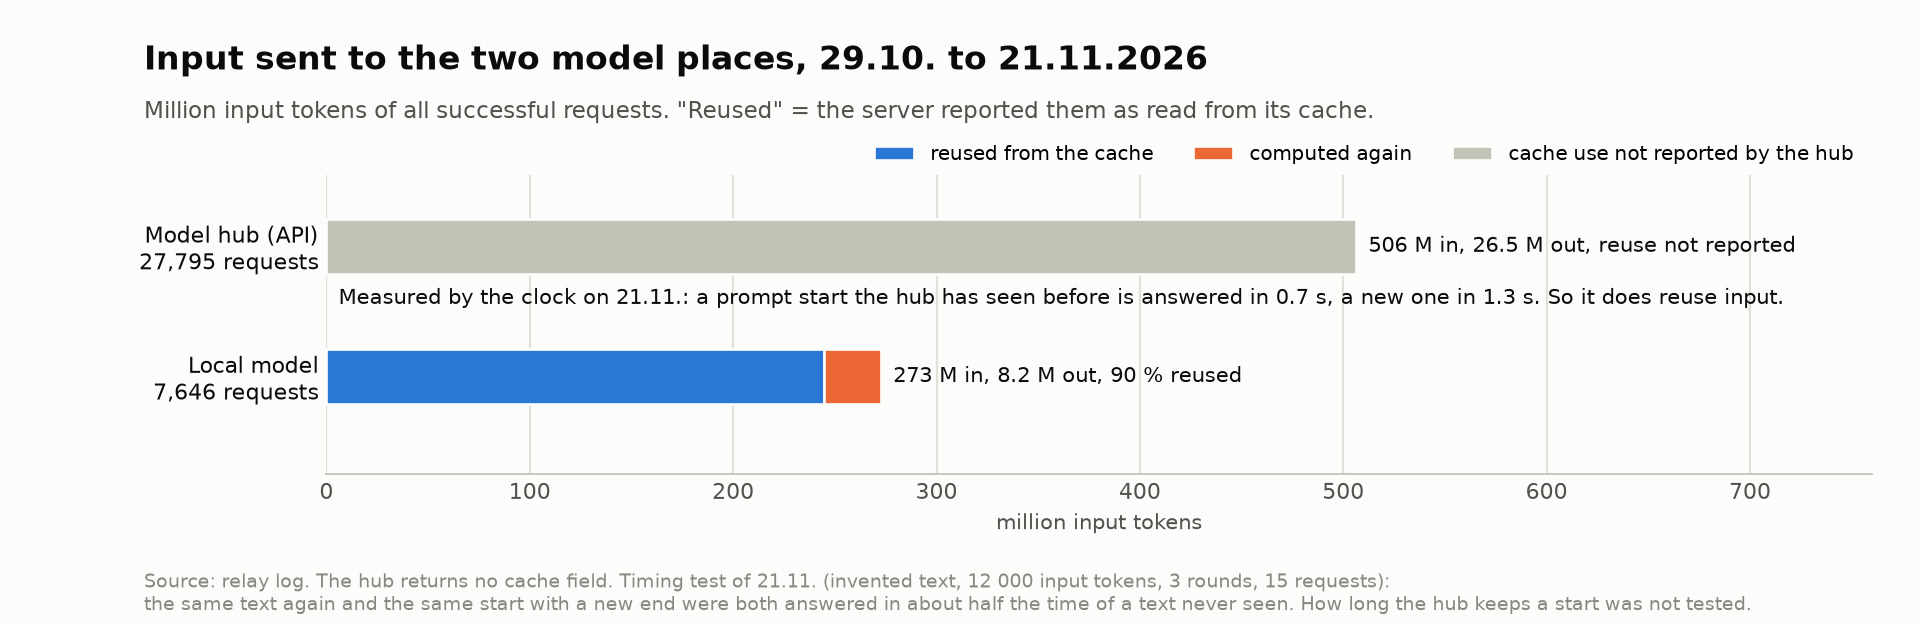 Input sent to the two model places, 29.10. to 21.11.2026
Million input tokens of all successful requests. "Reused" = the server reported them as read from its cache.
reused from the cache
computed again
cache use not reported by the hub
Model hub (API)
27,795 requests
506 M in, 26.5 M out, reuse not reported
Measured by the clock on 21.11.: a prompt start the hub has seen before is answered in 0.7 s, a new one in 1.3 s. So it does reuse input.
Local model
7,646 requests
273 M in, 8.2 M out, 90 % reused
0 100 200 300 400 500 600 700
million input tokens
Source: relay log. The hub returns no cache field. Timing test of 21.11. (invented text, 12 000 input tokens, 3 rounds, 15 requests):
the same text again and the same start with a new end were both answered in about half the time of a text never seen. How long the hub keeps a start was not tested.